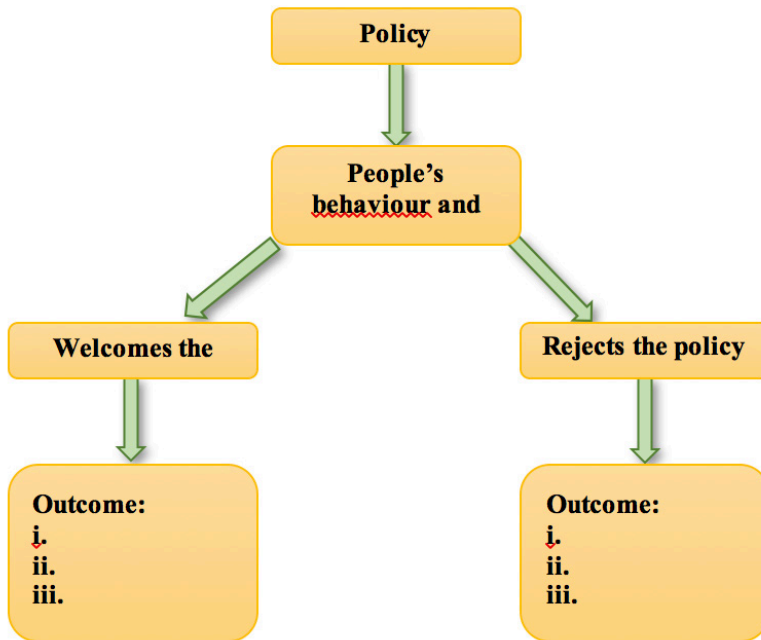 Policy
People's
behaviour and
Welcomes the
Rejects the policy
Outcome:
i.
ii.
iii.
Outcome:
i.
ii.
iii.